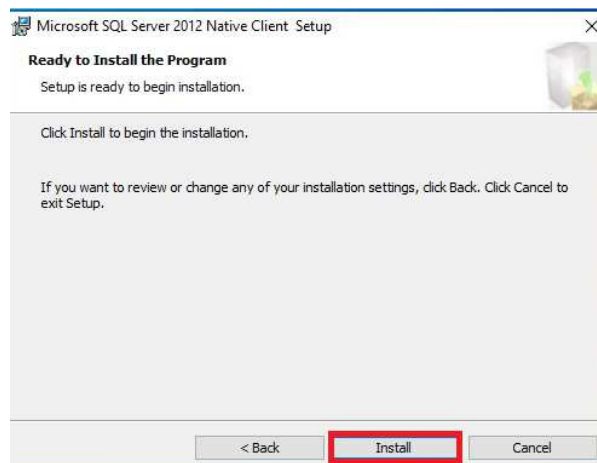 Microsoft SQL Server 2012 Native Client Setup
Ready to Install the Program
Setup is ready to begin installation.
Click Install to begin the installation.
If you want to review or change any of your installation settings, click Back. Click Cancel to
exit Setup.
< Back Install Cancel